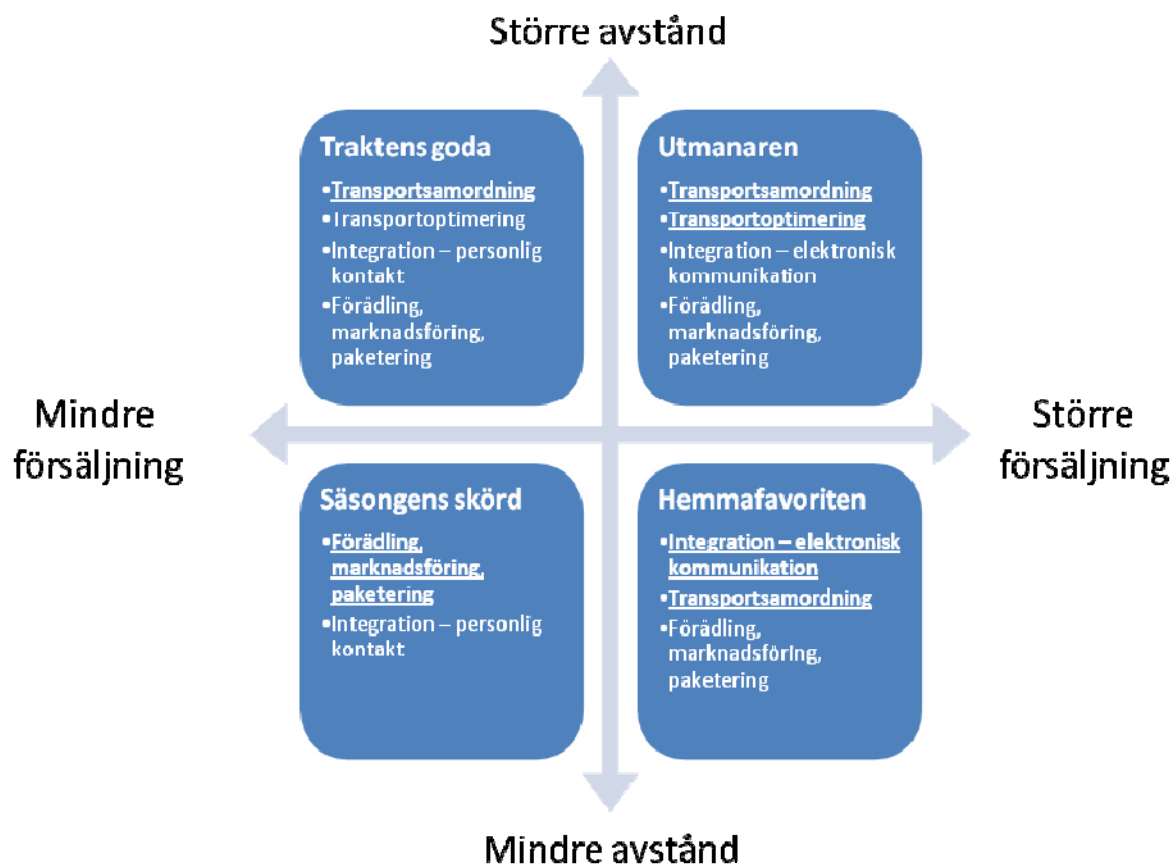 Större avstånd
Traktens goda
•Transportsamordning
•Transportoptimering
•Integration – personlig
kontakt
•Förädling,
marknadsföring,
paketering
Utmanaren
•Transportsamordning
•Transportoptimering
•Integration – elektronisk
kommunikation
•Förädling,
marknadsföring,
paketering
Mindre
försäljning
Större
försäljning
Säsongens skörd
•Förädling,
marknadsföring,
paketering
•Integration – personlig
kontakt
Hemmafavoriten
•Integration – elektronisk
kommunikation
•Transportsamordning
•Förädling,
marknadsföring,
paketering
Mindre avstånd